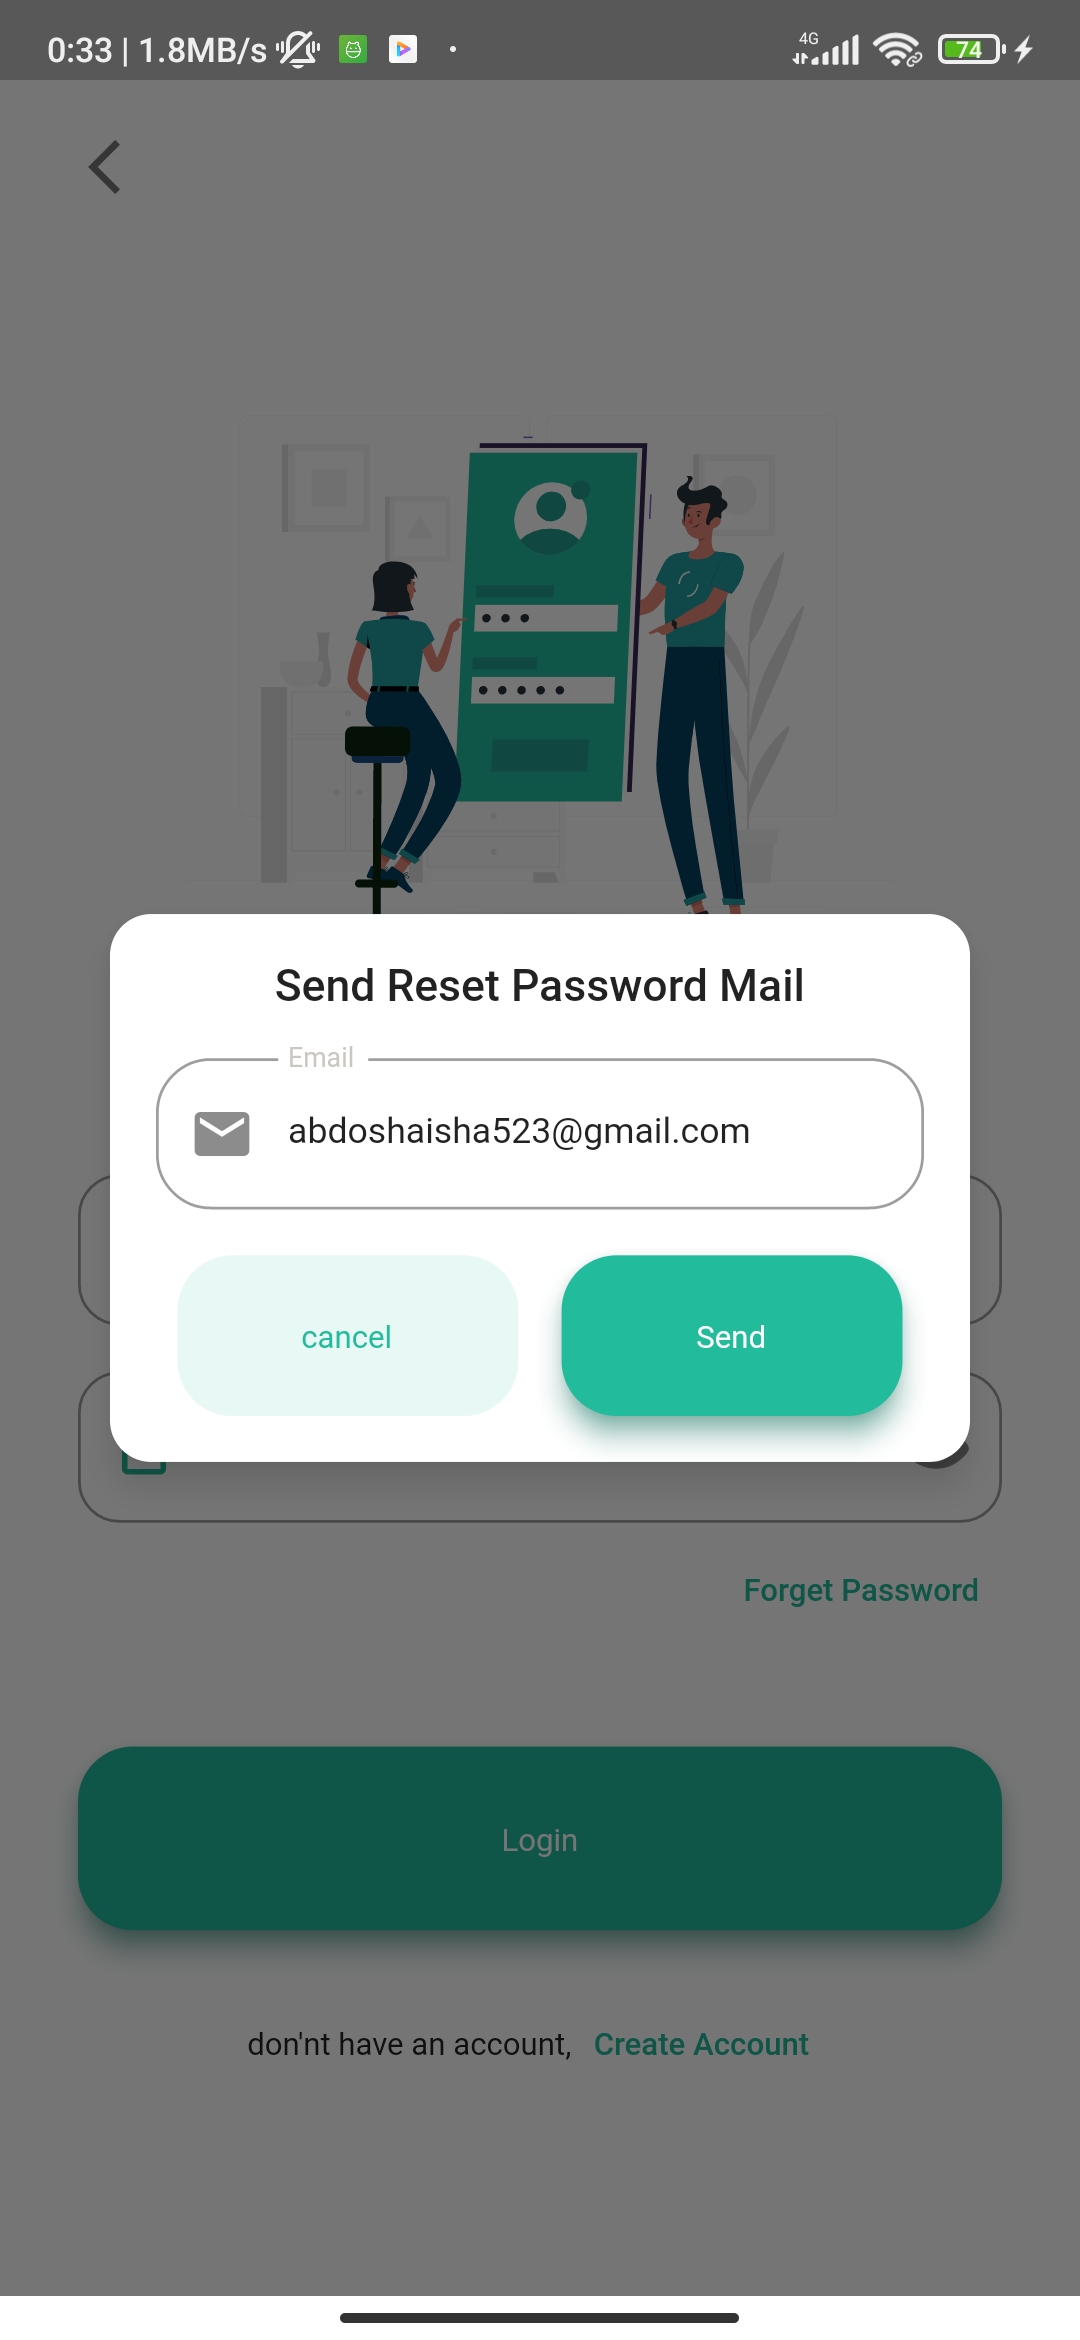 0:33 | 1.8MB/s 4G 74
Send Reset Password Mail
Email
abdoshaisha523@gmail.com
cancel Send
Forget Password
Login
don'nt have an account, Create Account